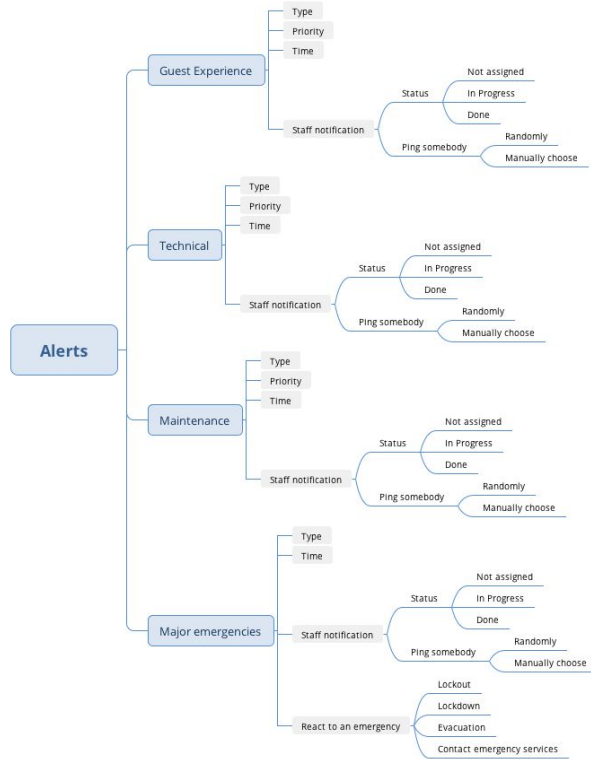 Alerts
Guest Experience
Type
Priority
Time
Staff notification
Status
Not assigned
In Progress
Done
Ping somebody
Randomly
Manually choose
Technical
Type
Priority
Time
Staff notification
Status
Not assigned
In Progress
Done
Ping somebody
Randomly
Manually choose
Maintenance
Type
Priority
Time
Staff notification
Status
Not assigned
In Progress
Done
Ping somebody
Randomly
Manually choose
Major emergencies
Type
Time
Staff notification
Status
Not assigned
In Progress
Done
Ping somebody
Randomly
Manually choose
React to an emergency
Lockout
Lockdown
Evacuation
Contact emergency services